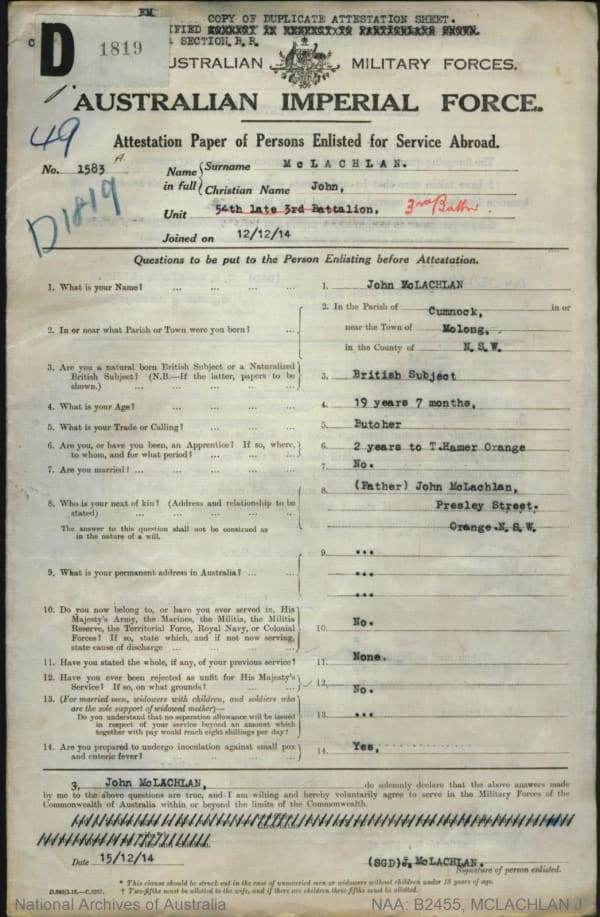 EM COPY OF DUPLICATE ATTESTATION SHEET.
D 1819
SECTION, B. R.
AUSTRALIAN MILITARY FORCES.
AUSTRALIAN IMPERIAL FORCE.
49
Attestation Paper of Persons Enlisted for Service Abroad.
No. 1583 A.
Name in full
Surname McLACHLAN.
Christian Name John,
D1819
Unit 54th late 3rd Battalion, 3rd Battn.
Joined on 12/12/14
Questions to be put to the Person Enlisting before Attestation.
1. What is your Name? ... ... ... ... 1. John McLACHLAN
2. In or near what Parish or Town were you born? ...
2. In the Parish of Cumnock, in or
near the Town of Molong,
in the County of N.S.W.
3. Are you a natural born British Subject or a Naturalized
British Subject? (N.B.—If the latter, papers to be
shown.) ... ... ... ...
3. British Subject
4. What is your Age? ... ... ... ... 4. 19 years 7 months,
5. What is your Trade or Calling? ... ... ... 5. Butcher
6. Are you, or have you been, an Apprentice? If so, where,
to whom, and for what period? ... ... ...
6. 2 years to T.Hamer Orange
7. Are you married? ... ... ... ... 7. No.
8. Who is your next of kin? (Address and relationship to be
stated) ... ... ... ...
The answer to this question shall not be construed as
in the nature of a will.
8. (Father) John McLachlan,
Presley Street.
Orange.N.S.W.
9. What is your permanent address in Australia? ... ...
9. ...
...
...
10. Do you now belong to, or have you ever served in, His
Majesty's Army, the Marines, the Militia, the Militia
Reserve, the Territorial Force, Royal Navy, or Colonial
Forces? If so, state which, and if not now serving,
state cause of discharge ... ... ... ...
10. No.
11. Have you stated the whole, if any, of your previous service? 11. None.
12. Have you ever been rejected as unfit for His Majesty's
Service? If so, on what grounds? ... ...
12. No.
13. (For married men, widowers with children, and soldiers who
are the sole support of widowed mother)—
Do you understand that no separation allowance will be issued
in respect of your service beyond an amount which
together with pay would reach eight shillings per day?
13. ...
14. Are you prepared to undergo inoculation against small pox
and enteric fever? ... ... ... ...
14. Yes,
3, John McLACHLAN, do solemnly declare that the above answers made
by me to the above questions are true, and I am willing and hereby voluntarily agree to serve in the Military Forces of the
Commonwealth of Australia within or beyond the limits of the Commonwealth.
Date 15/12/14 (SGD)J, McLACHLAN.
Signature of person enlisted.
* This clause should be struck out in the case of unmarried men or widowers without children under 18 years of age.
† Two-fifths must be allotted to the wife, and if there are children three-fifths must be allotted.
National Archives of Australia NAA: B2455, MCLACHLAN J